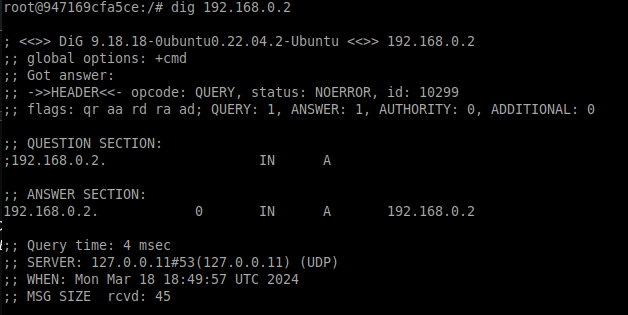 root@947169cfa5ce:/# dig 192.168.0.2
; <<>> DiG 9.18.18-0ubuntu0.22.04.2-Ubuntu <<>> 192.168.0.2
;; global options: +cmd
;; Got answer:
;; ->>HEADER<<- opcode: QUERY, status: NOERROR, id: 10299
;; flags: qr aa rd ra ad; QUERY: 1, ANSWER: 1, AUTHORITY: 0, ADDITIONAL: 0
;; QUESTION SECTION:
;192.168.0.2. IN A
;; ANSWER SECTION:
192.168.0.2. 0 IN A 192.168.0.2
;; Query time: 4 msec
;; SERVER: 127.0.0.11#53(127.0.0.11) (UDP)
;; WHEN: Mon Mar 18 18:49:57 UTC 2024
;; MSG SIZE rcvd: 45